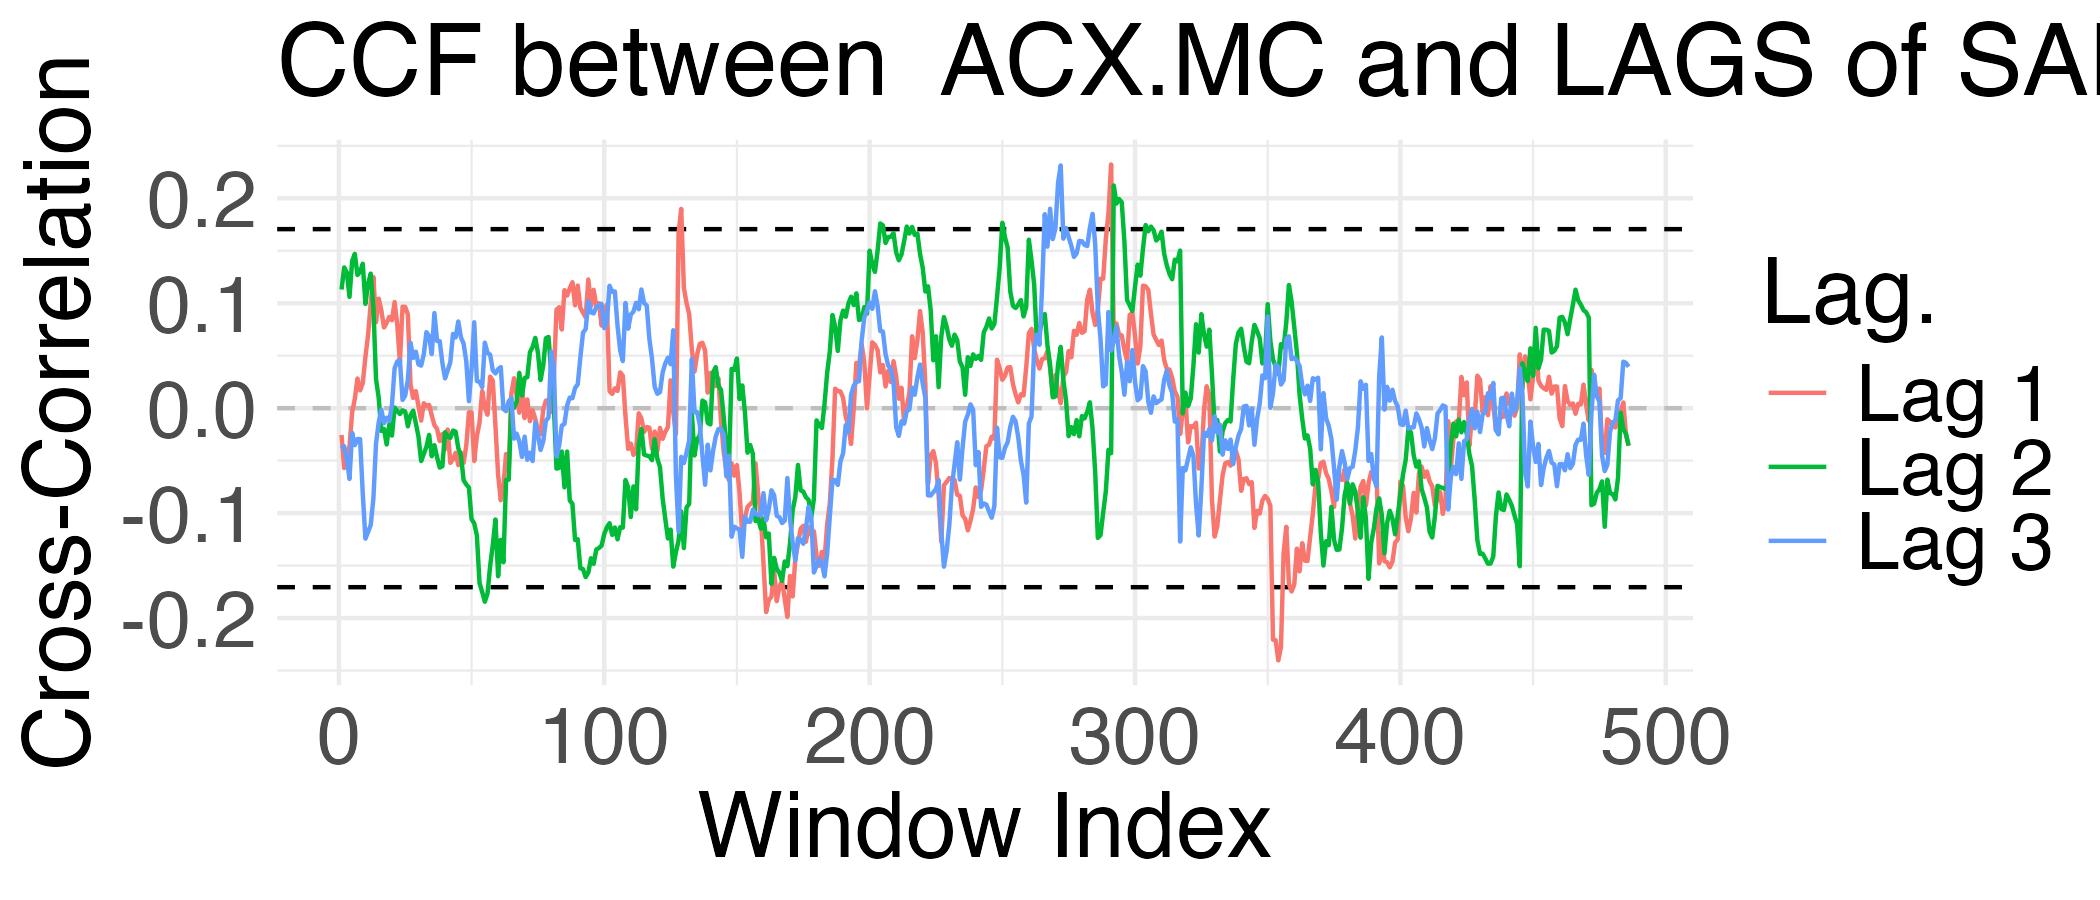 CCF between ACX.MC and LAGS of
Cross-Correlation
0.2
0.1
0.0
-0.1
-0.2
0 100 200 300 400 500
Window Index
Lag.
Lag 1
Lag 2
Lag 3